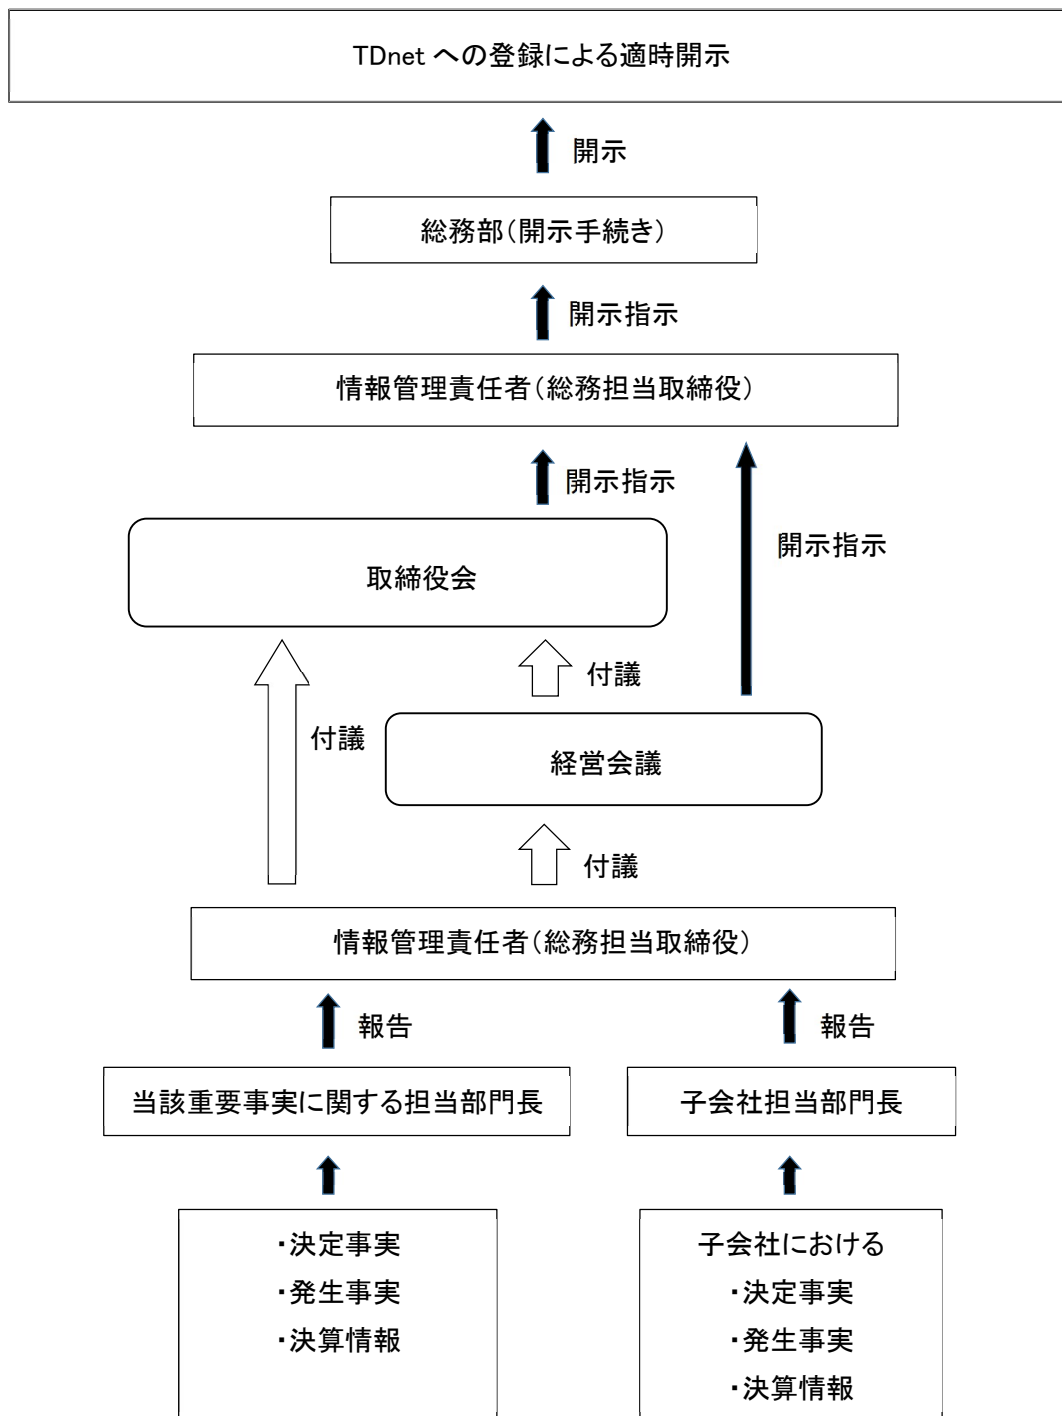 TDnet への登録による適時開示
開示
総務部(開示手続き)
開示指示
情報管理責任者(総務担当取締役)
開示指示
開示指示
取締役会
付議
付議
経営会議
付議
情報管理責任者(総務担当取締役)
報告
報告
当該重要事実に関する担当部門長
子会社担当部門長
・決定事実
・発生事実
・決算情報
子会社における
・決定事実
・発生事実
・決算情報